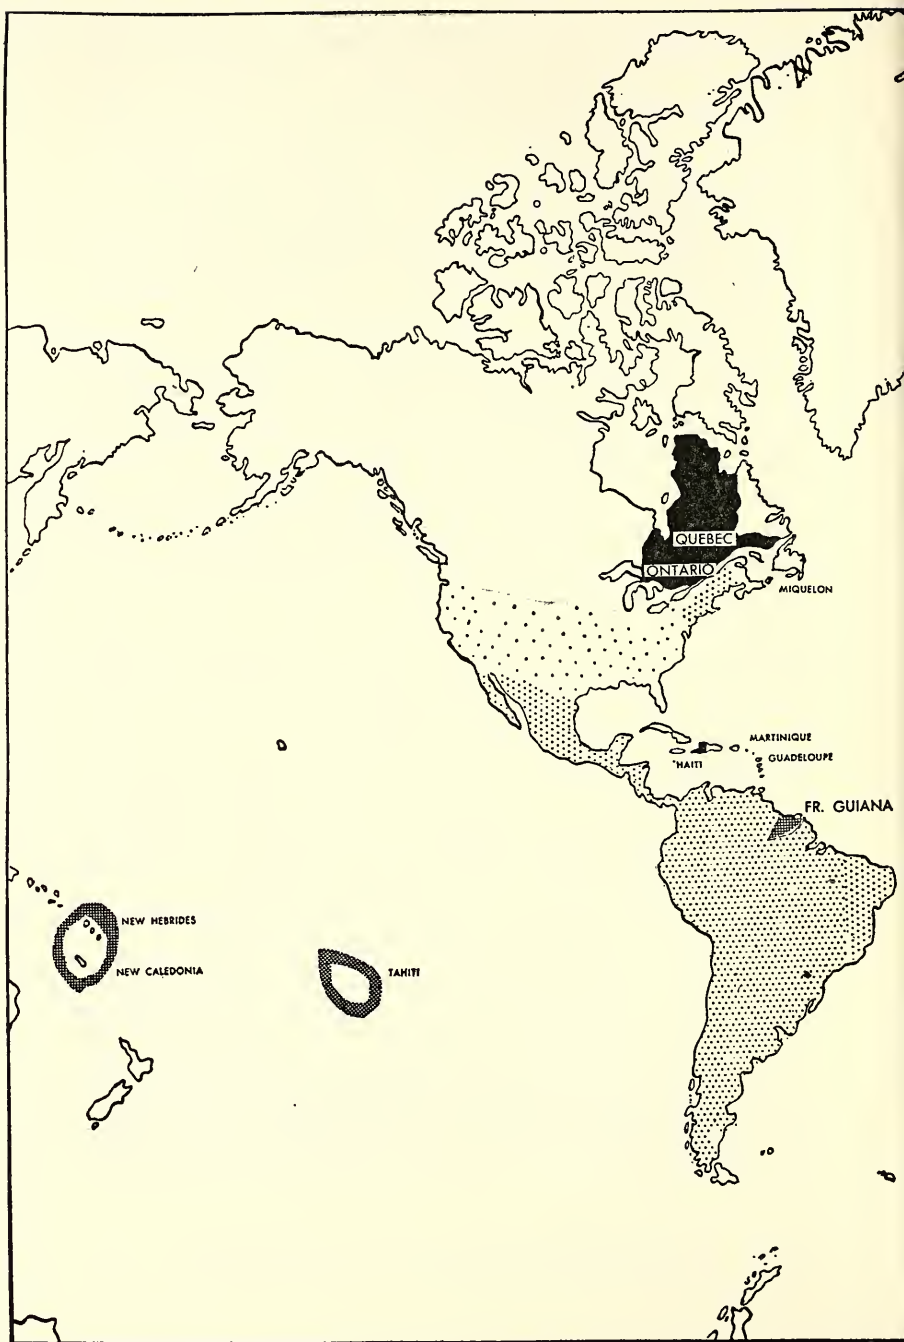 QUEBEC
ONTARIO
MIQUELON
MARTINIQUE
HAITI
GUADELOUPE
FR. GUIANA
NEW HEBRIDES
NEW CALEDONIA
TAHITI